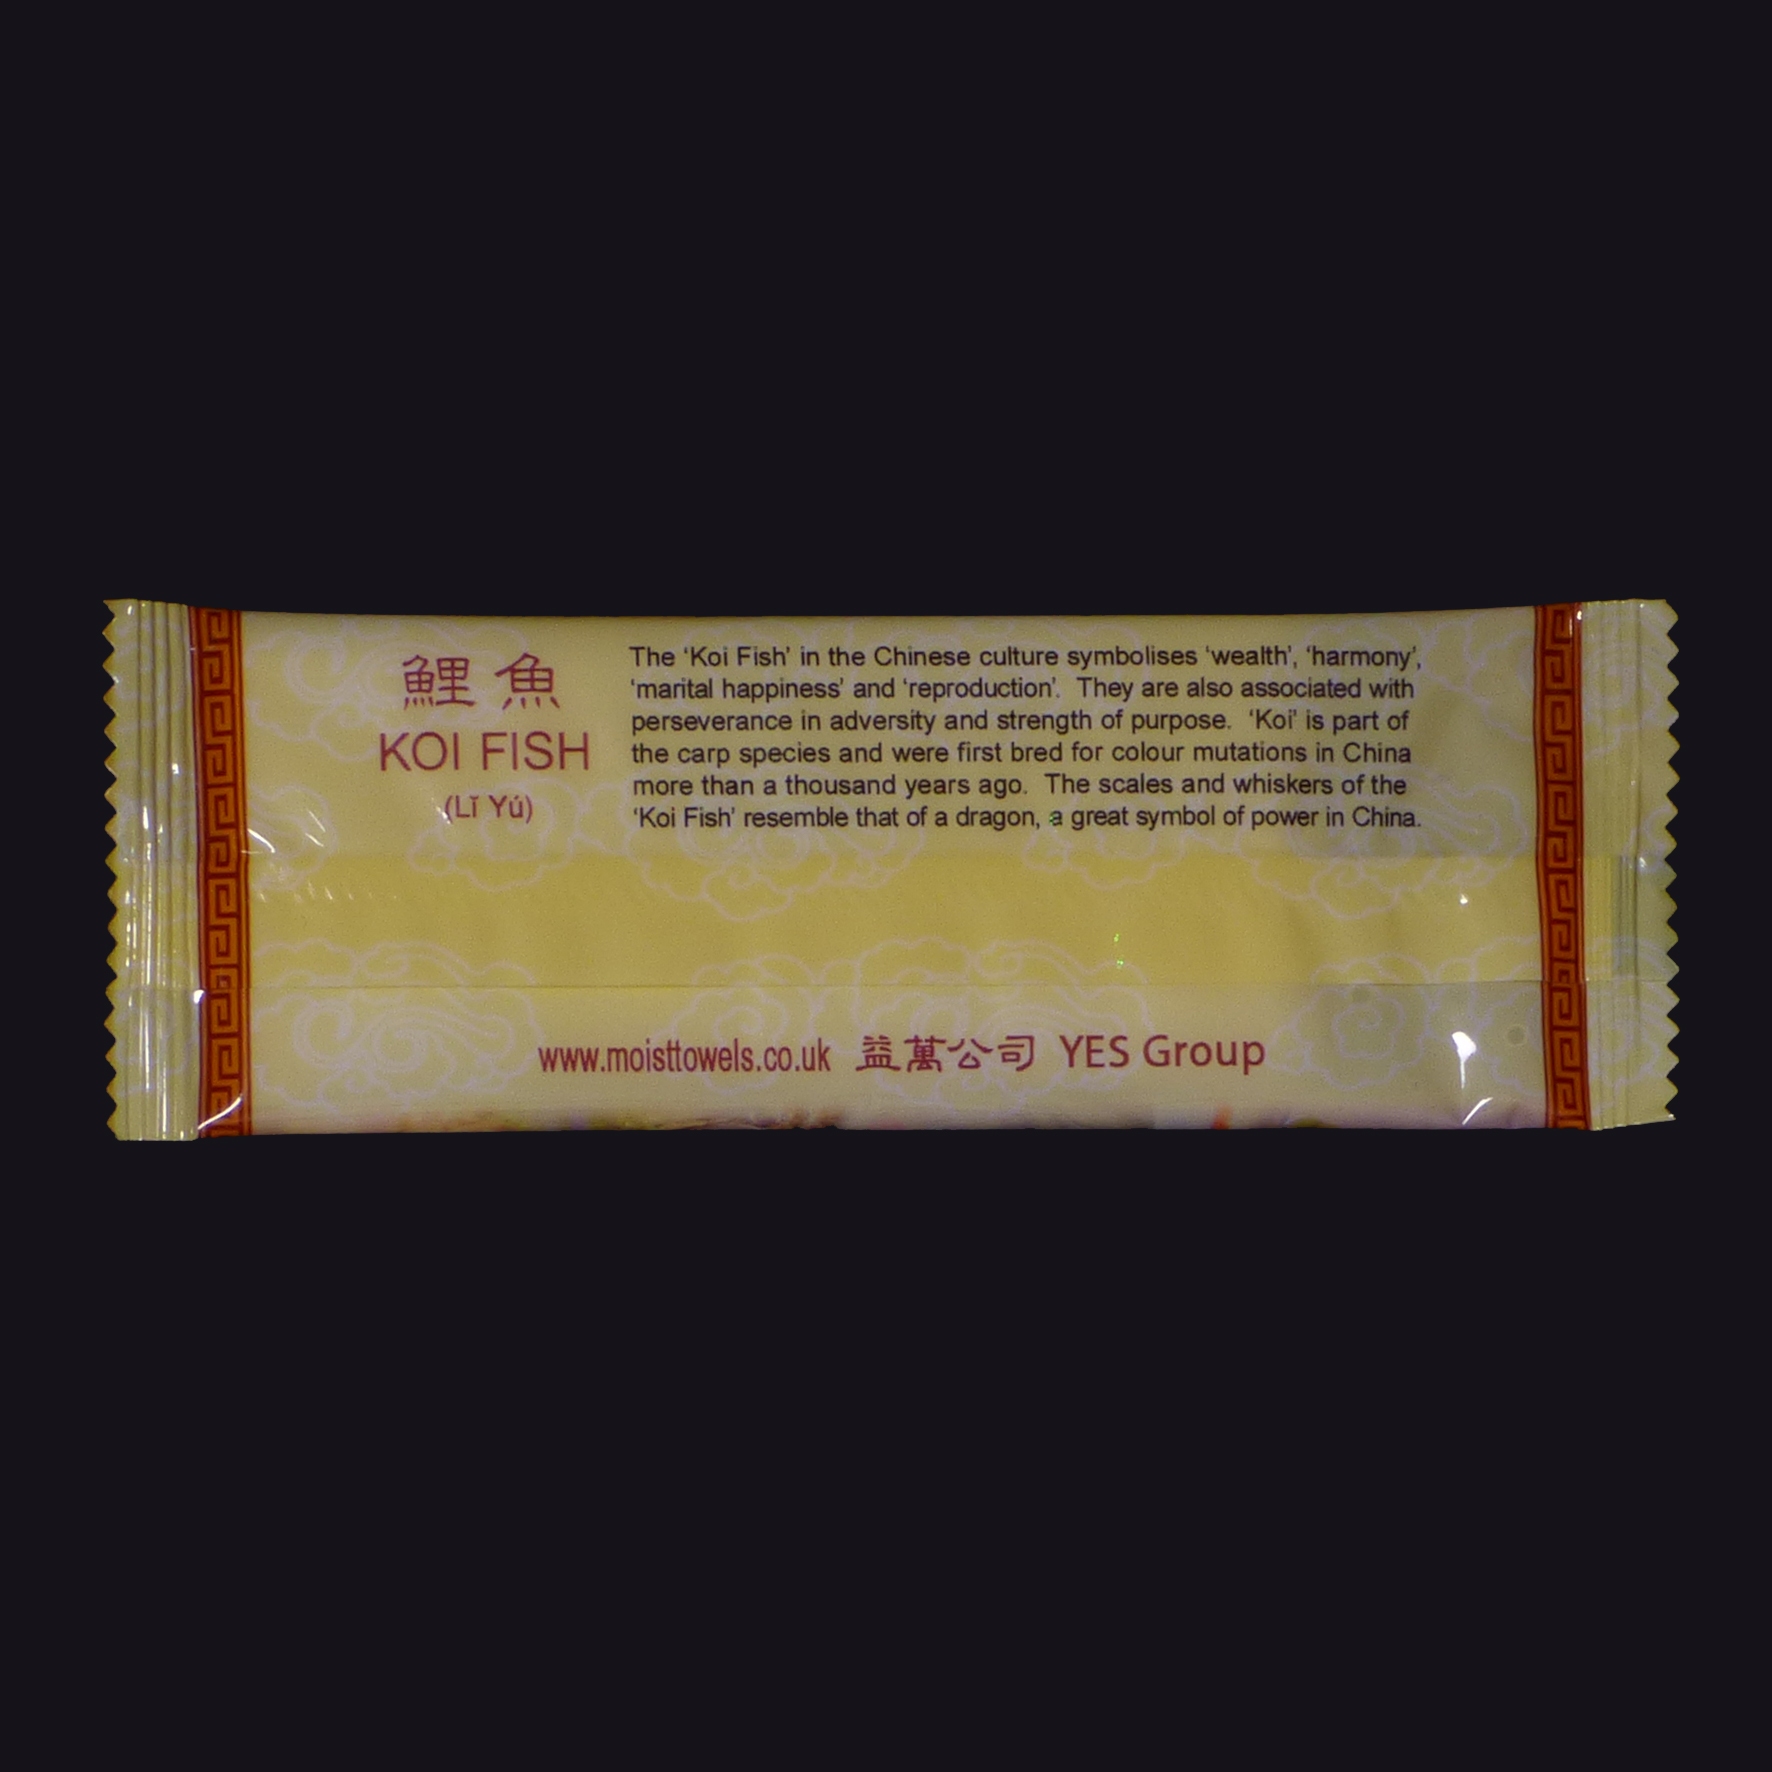 鯉魚
KOI FISH
(Lĭ Yú)
The ‘Koi Fish’ in the Chinese culture symbolises ‘wealth’, ‘harmony’,
‘marital happiness’ and ‘reproduction’. They are also associated with
perseverance in adversity and strength of purpose. ‘Koi’ is part of
the carp species and were first bred for colour mutations in China
more than a thousand years ago. The scales and whiskers of the
‘Koi Fish’ resemble that of a dragon, a great symbol of power in China.
www.moisttowels.co.uk 益萬公司 YES Group